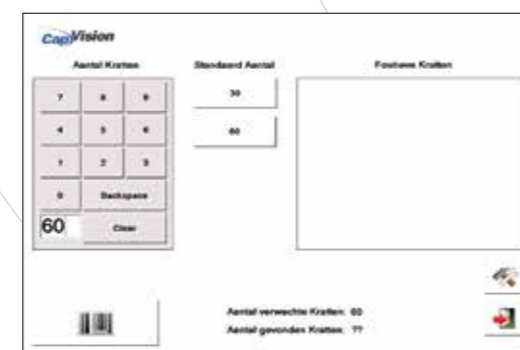 CapVision
Aantal Kratten Standaard Aantal Foutieve Kratten
7 8 9 30
4 5 6 60
1 2 3
0 Backspace
60 Clear
Aantal verwachte Kratten: 60
Aantal gevonden Kratten: ??